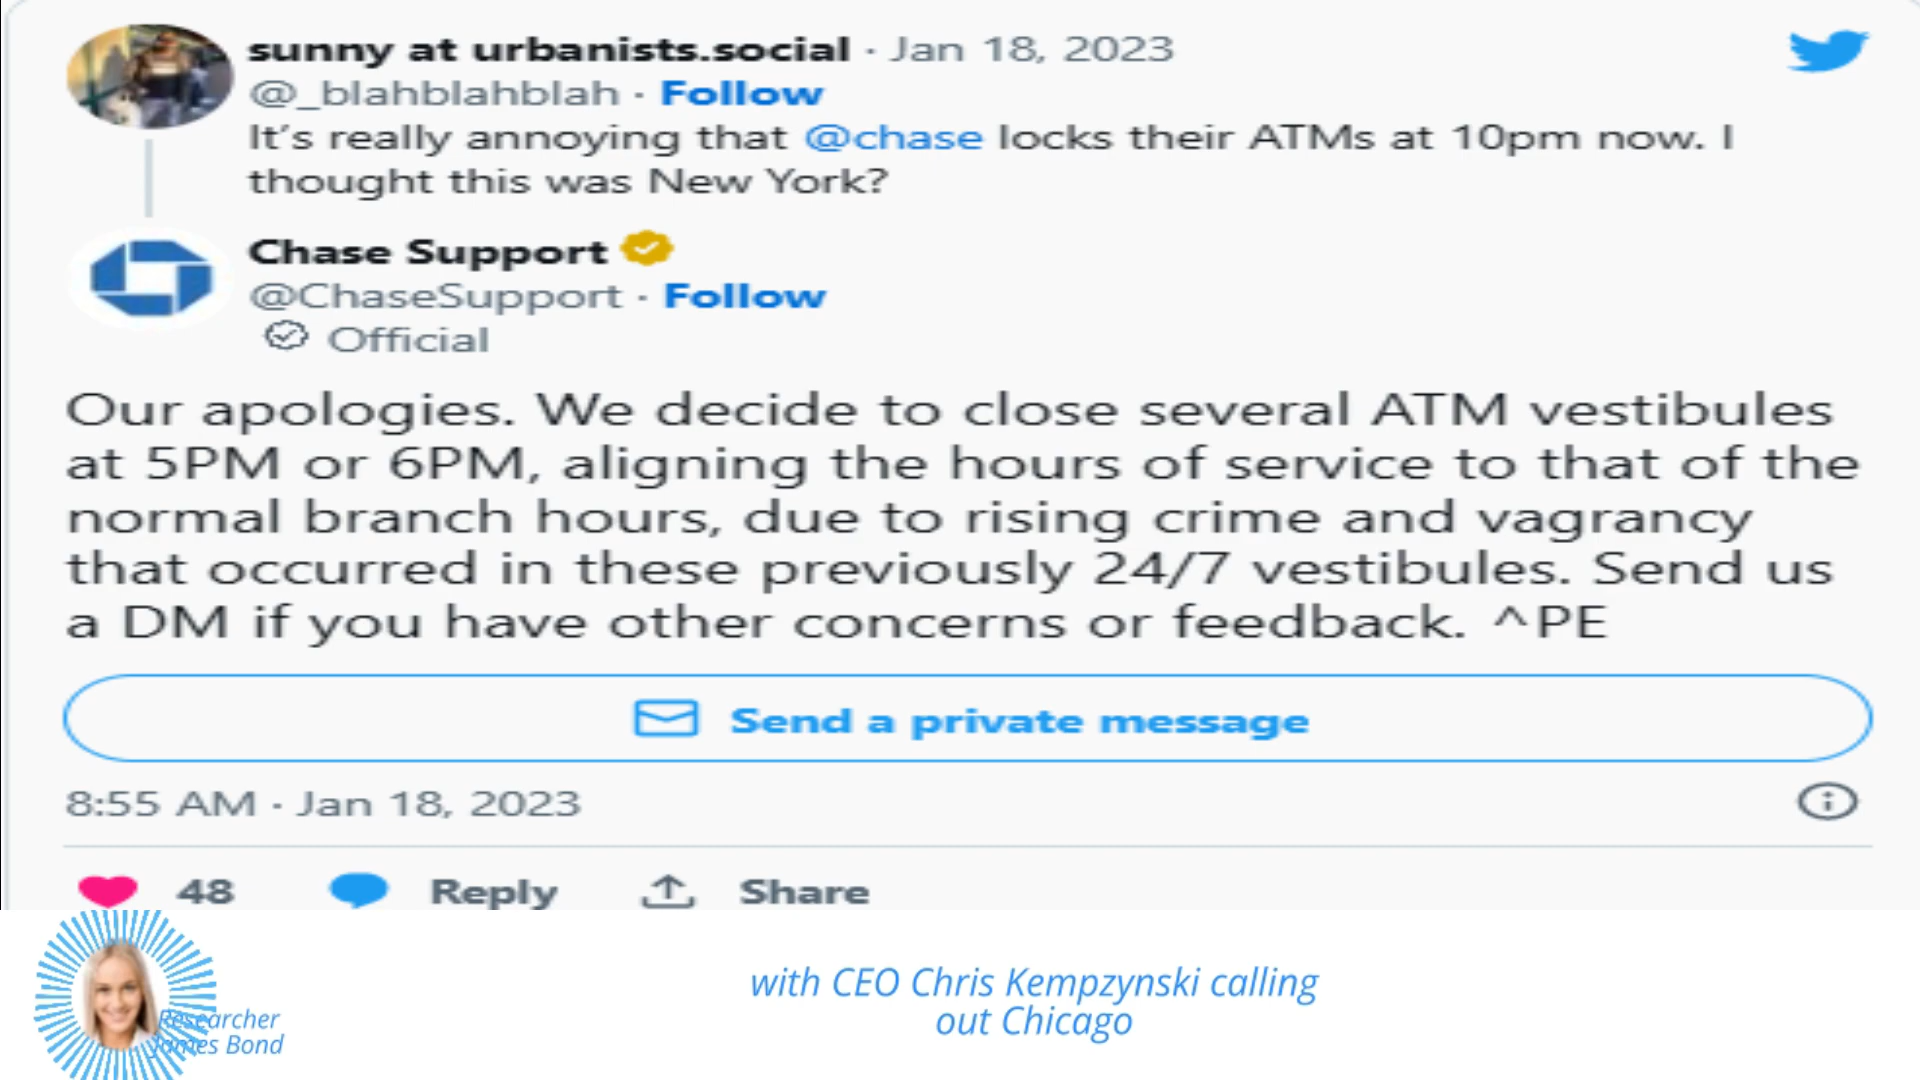 sunny at urbanists.social · Jan 18, 2023
@_blahblahblah · Follow
It's really annoying that @chase locks their ATMs at 10pm now. I
thought this was New York?
Chase Support
@ChaseSupport · Follow
Official
Our apologies. We decide to close several ATM vestibules
at 5PM or 6PM, aligning the hours of service to that of the
normal branch hours, due to rising crime and vagrancy
that occurred in these previously 24/7 vestibules. Send us
a DM if you have other concerns or feedback. ^PE
Send a private message
8:55 AM · Jan 18, 2023
48 Reply Share
Researcher
James Bond
with CEO Chris Kempzynski calling
out Chicago